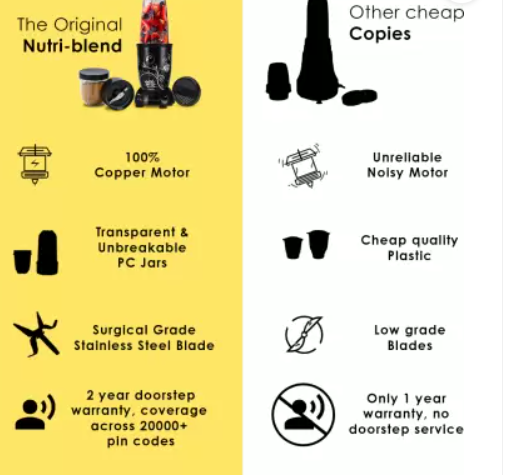 The Original
Nutri-blend
Other cheap
Copies
100%
Copper Motor
Unreliable
Noisy Motor
Transparent &
Unbreakable
PC Jars
Cheap quality
Plastic
Surgical Grade
Stainless Steel Blade
Low grade
Blades
2 year doorstep
warranty, coverage
across 20000+
pin codes
Only 1 year
warranty, no
doorstep service